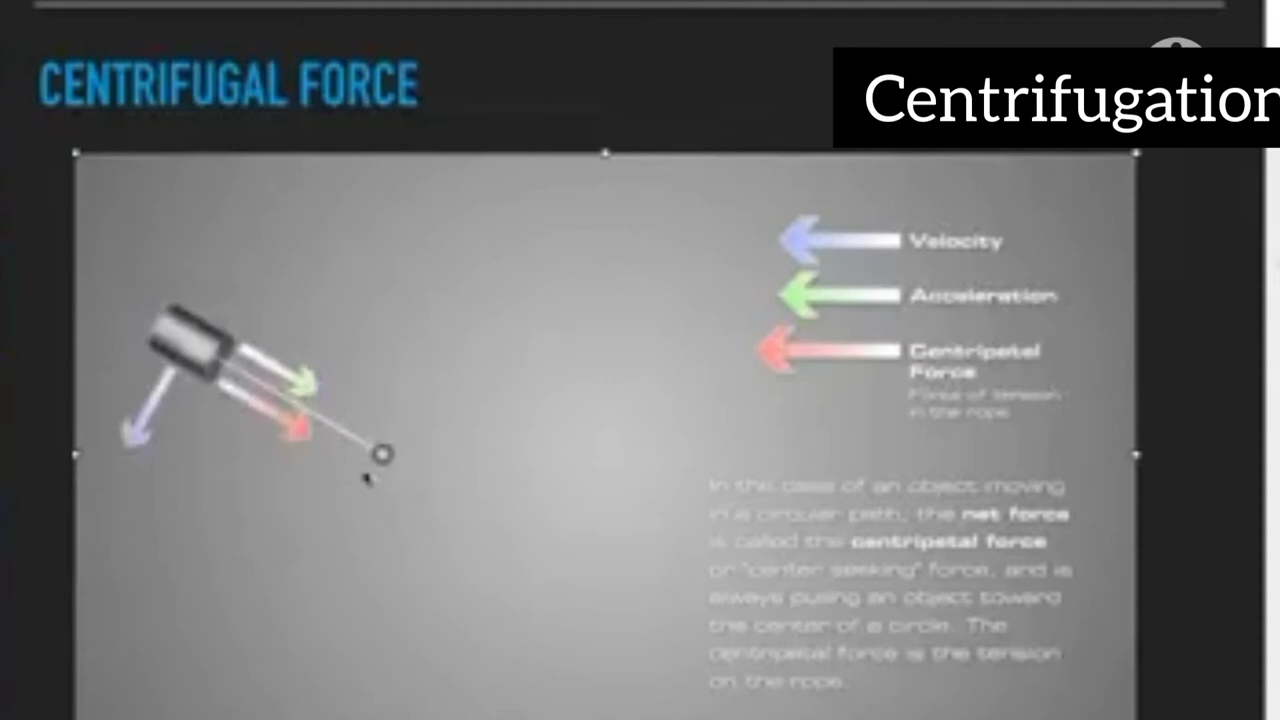 CENTRIFUGAL FORCE
Centrifugation
Velocity
Acceleration
Centripetal
Force
Force of tension
in the rope
In the case of an object moving
in a circular path, the net force
is called the centripetal force
or "center seeking" force, and is
always pulling an object toward
the center of a circle. The
centripetal force is the tension
on the rope.